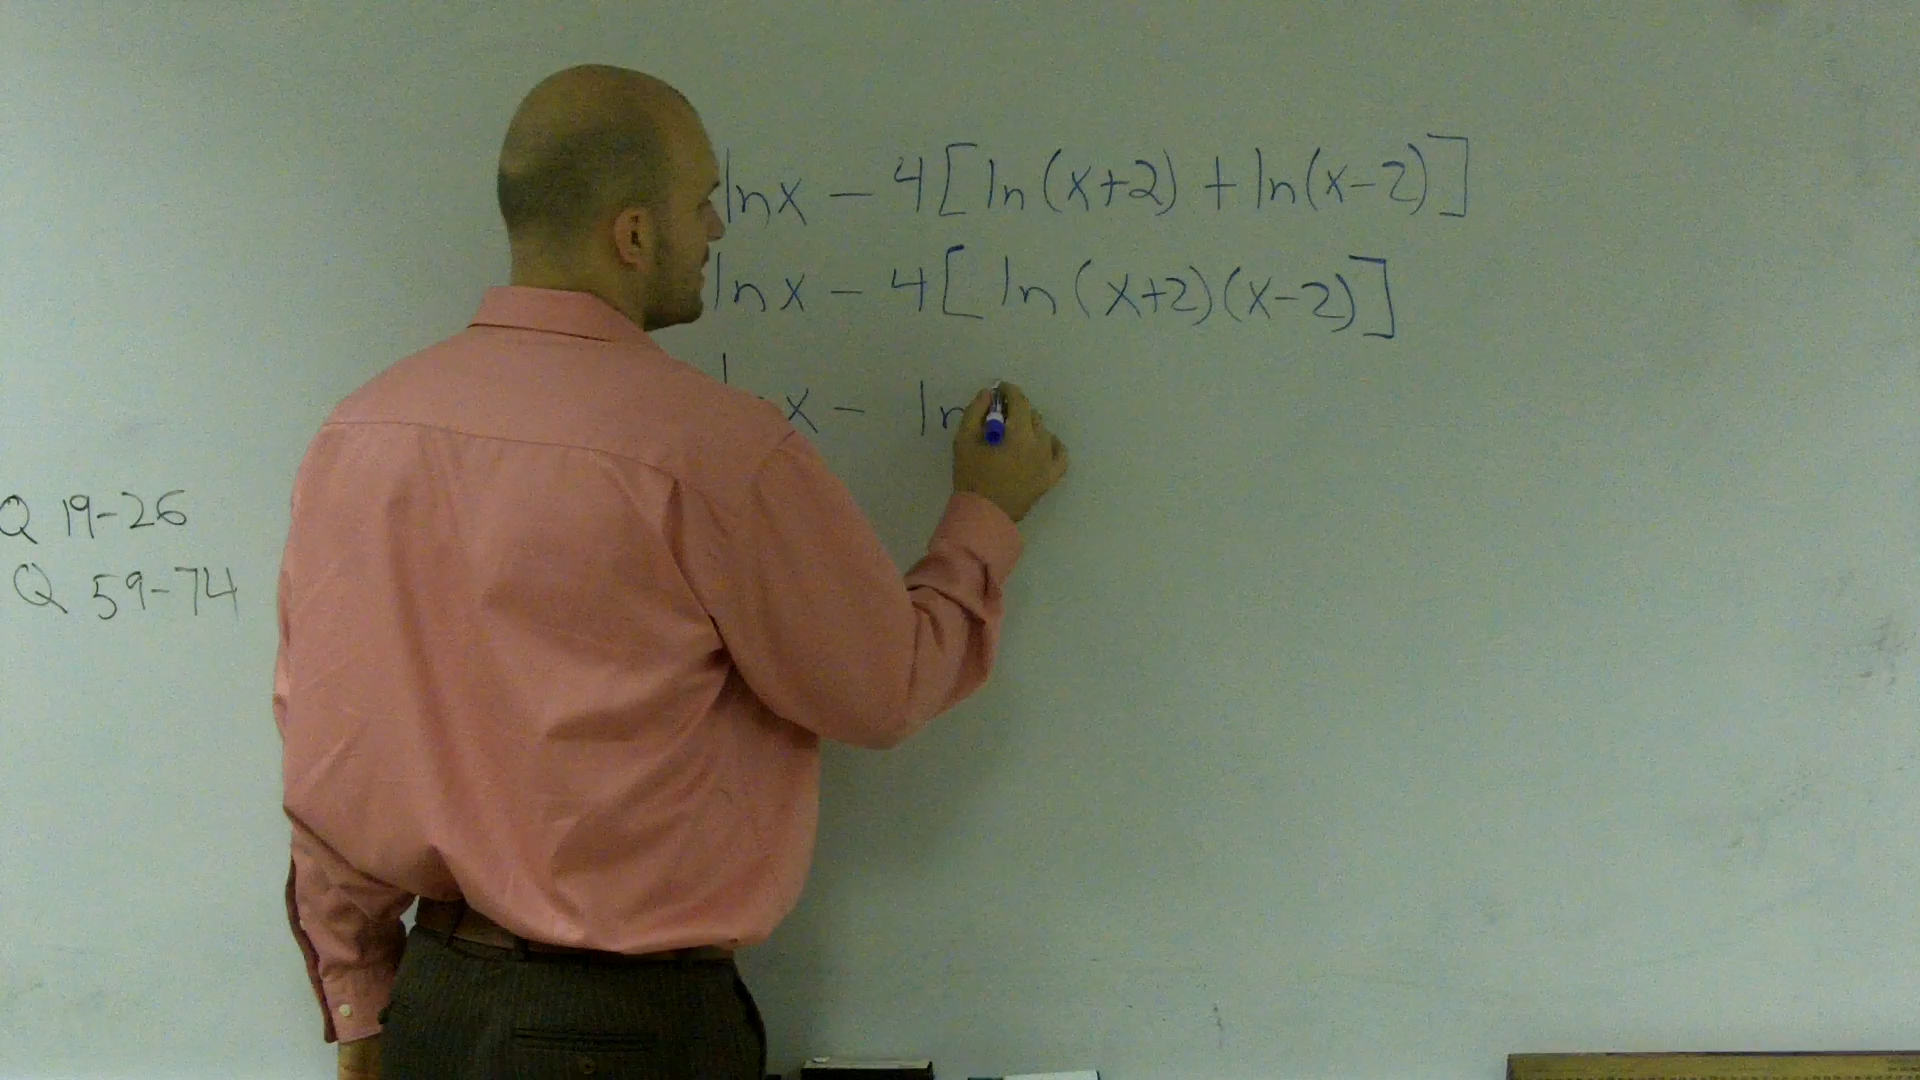 lnx - 4[ln(x+2) + ln(x-2)]
lnx - 4[ln(x+2)(x-2)]
x - ln
Q 19-26
Q 59-74